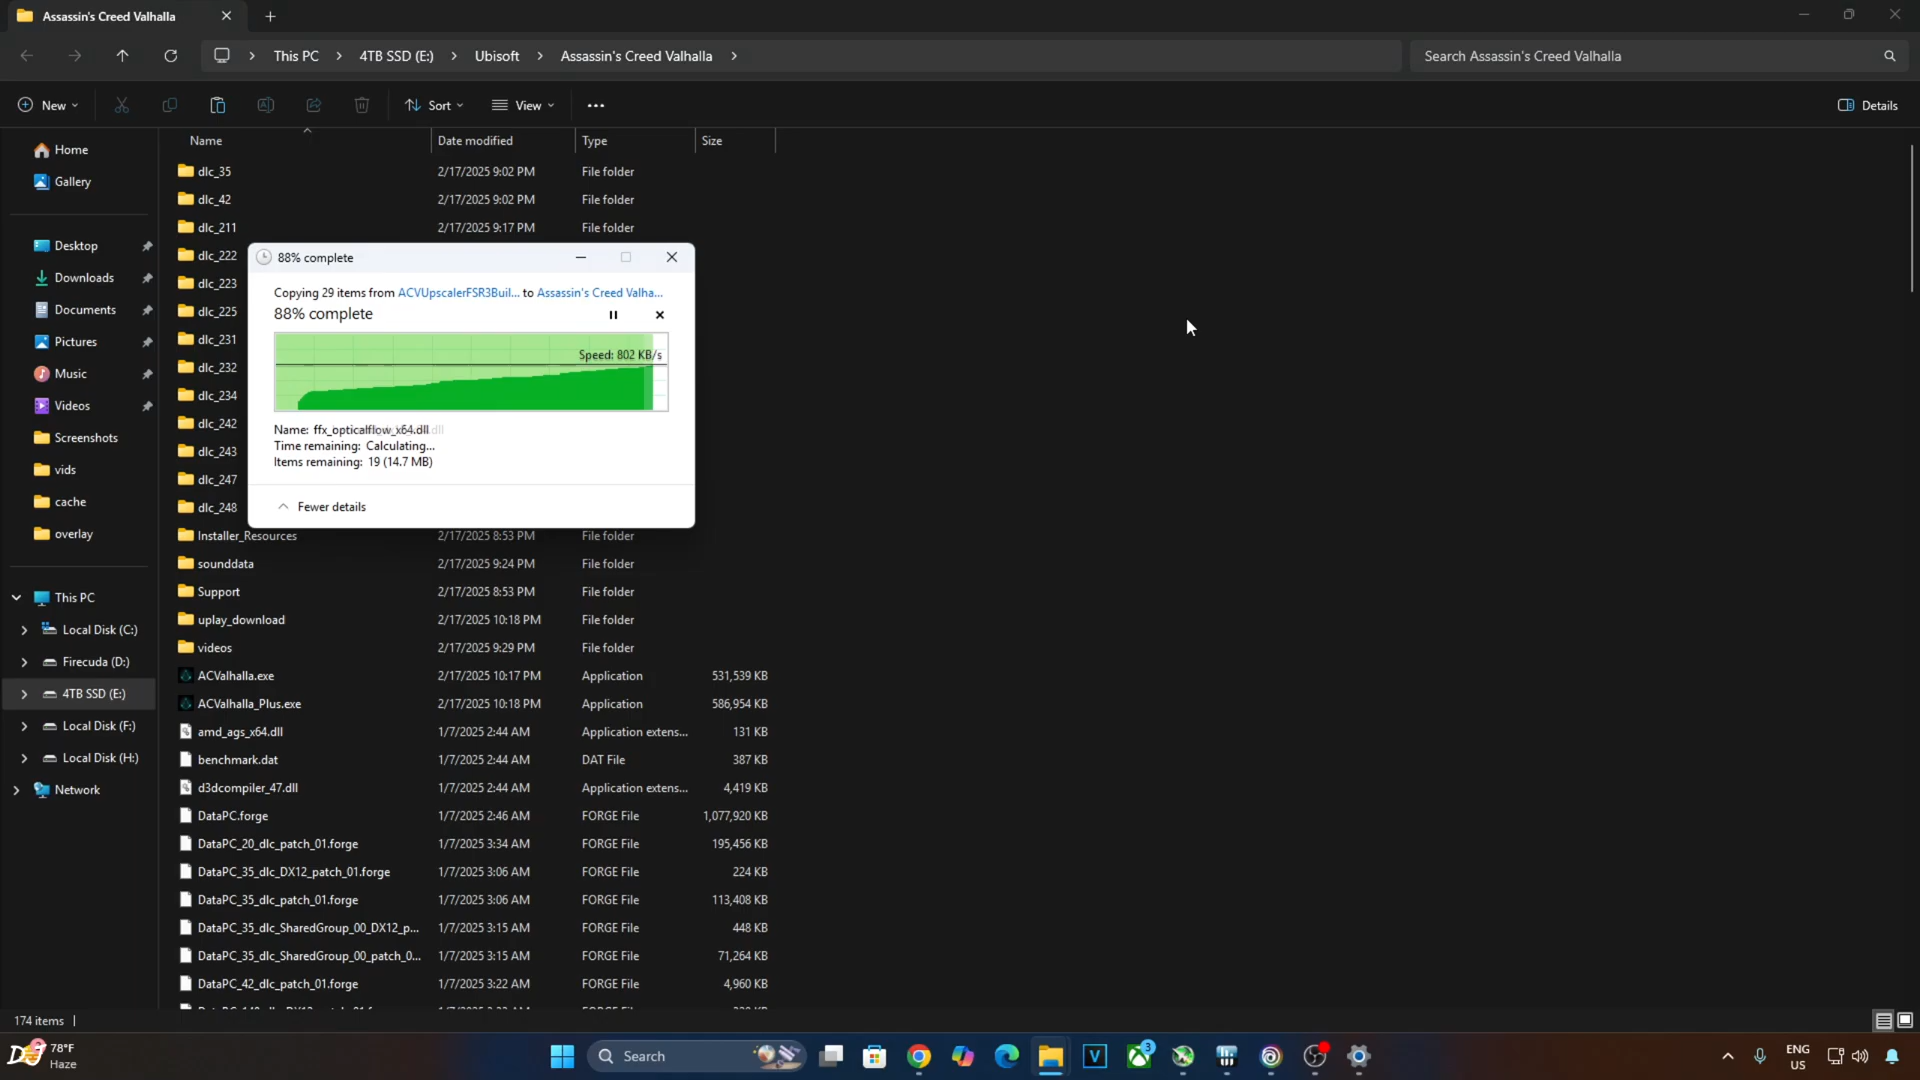 Assassin's Creed Valhalla
This PC
4TB SSD (E:)
Ubisoft
Assassin's Creed Valhalla
Search Assassin's Creed Valhalla
New
Sort
View
Details
Name
Date modified
Type
Size
Home
Gallery
Desktop
Downloads
Documents
Pictures
Music
Videos
Screenshots
vids
cache
overlay
This PC
Local Disk (C:)
Firecuda (D:)
4TB SSD (E:)
Local Disk (F:)
Local Disk (H:)
Network
dlc_35 2/17/2025 9:02 PM File folder
dlc_42 2/17/2025 9:02 PM File folder
dlc_211 2/17/2025 9:17 PM File folder
dlc_222
dlc_223
dlc_225
dlc_231
dlc_232
dlc_234
dlc_242
dlc_243
dlc_247
dlc_248
88% complete
Copying 29 items from ACVUpscalerFSR3Buil... to Assassin's Creed Valha...
88% complete
Speed: 802 KB/s
Name: ffx_opticalflow_x64.dll
Time remaining: Calculating...
Items remaining: 19 (14.7 MB)
Fewer details
Installer_Resources 2/17/2025 8:53 PM File folder
sounddata 2/17/2025 9:24 PM File folder
Support 2/17/2025 8:53 PM File folder
uplay_download 2/17/2025 10:18 PM File folder
videos 2/17/2025 9:29 PM File folder
ACValhalla.exe 2/17/2025 10:17 PM Application 531,539 KB
ACValhalla_Plus.exe 2/17/2025 10:18 PM Application 586,954 KB
amd_ags_x64.dll 1/7/2025 2:44 AM Application extens... 131 KB
benchmark.dat 1/7/2025 2:44 AM DAT File 387 KB
d3dcompiler_47.dll 1/7/2025 2:44 AM Application extens... 4,419 KB
DataPC.forge 1/7/2025 2:46 AM FORGE File 1,077,920 KB
DataPC_20_dlc_patch_01.forge 1/7/2025 3:34 AM FORGE File 195,456 KB
DataPC_35_dlc_DX12_patch_01.forge 1/7/2025 3:06 AM FORGE File 224 KB
DataPC_35_dlc_patch_01.forge 1/7/2025 3:06 AM FORGE File 113,408 KB
DataPC_35_dlc_SharedGroup_00_DX12_p... 1/7/2025 3:15 AM FORGE File 448 KB
DataPC_35_dlc_SharedGroup_00_patch_0... 1/7/2025 3:15 AM FORGE File 71,264 KB
DataPC_42_dlc_patch_01.forge 1/7/2025 3:22 AM FORGE File 4,960 KB
174 items
78°F
Haze
Search
V
3
ENG
US